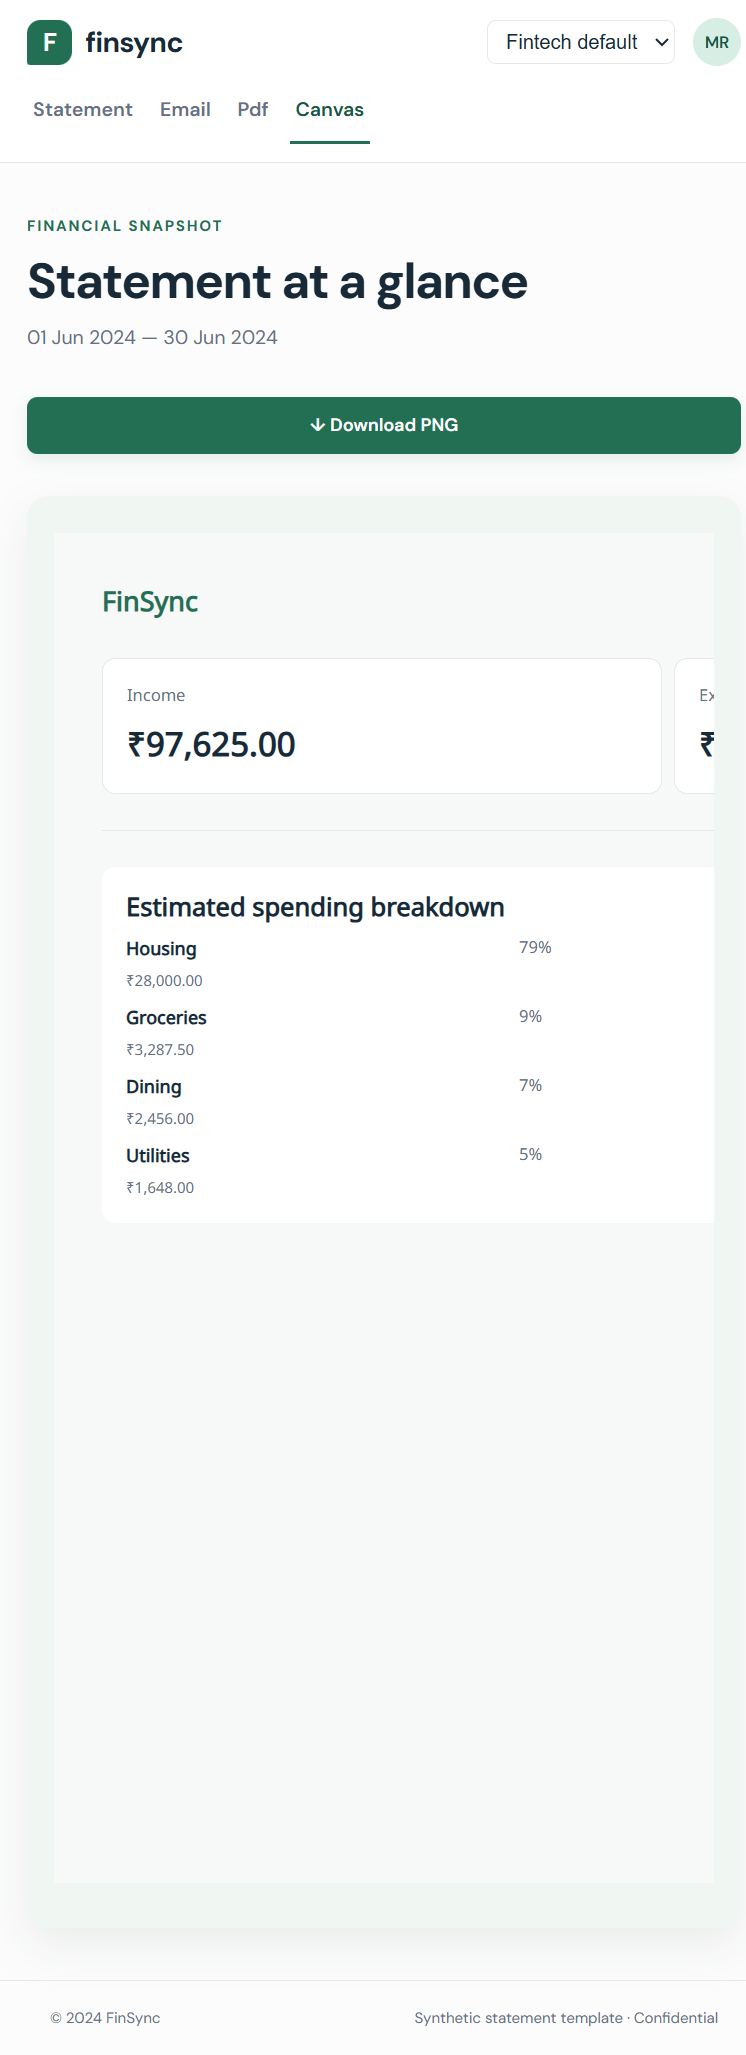 F finsync Fintech default MR
Statement Email Pdf Canvas
FINANCIAL SNAPSHOT
Statement at a glance
01 Jun 2024 — 30 Jun 2024
↓ Download PNG
FinSync
Income Ex
₹97,625.00 ₹
Estimated spending breakdown
Housing 79%
₹28,000.00
Groceries 9%
₹3,287.50
Dining 7%
₹2,456.00
Utilities 5%
₹1,648.00
© 2024 FinSync Synthetic statement template · Confidential